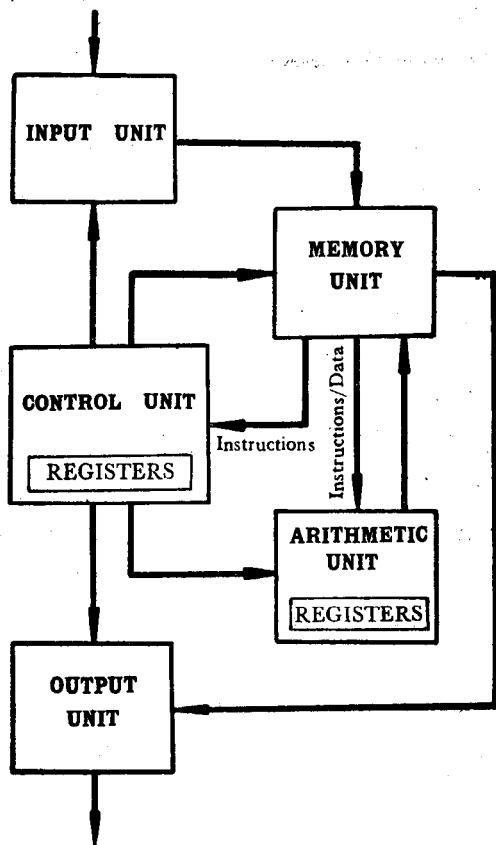 INPUT UNIT
MEMORY
UNIT
CONTROL UNIT
REGISTERS
Instructions
Instructions/Data
ARITHMETIC
UNIT
REGISTERS
OUTPUT
UNIT